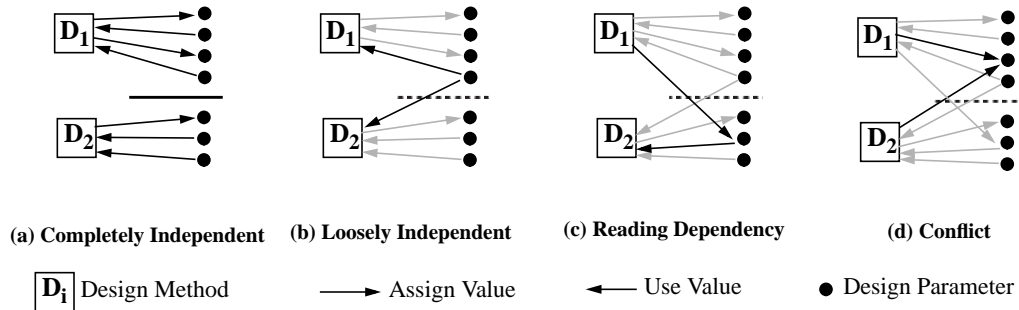 D1
D2
D1
D2
D1
D2
D1
D2
(a) Completely Independent
(b) Loosely Independent
(c) Reading Dependency
(d) Conflict
Di Design Method
Assign Value
Use Value
Design Parameter